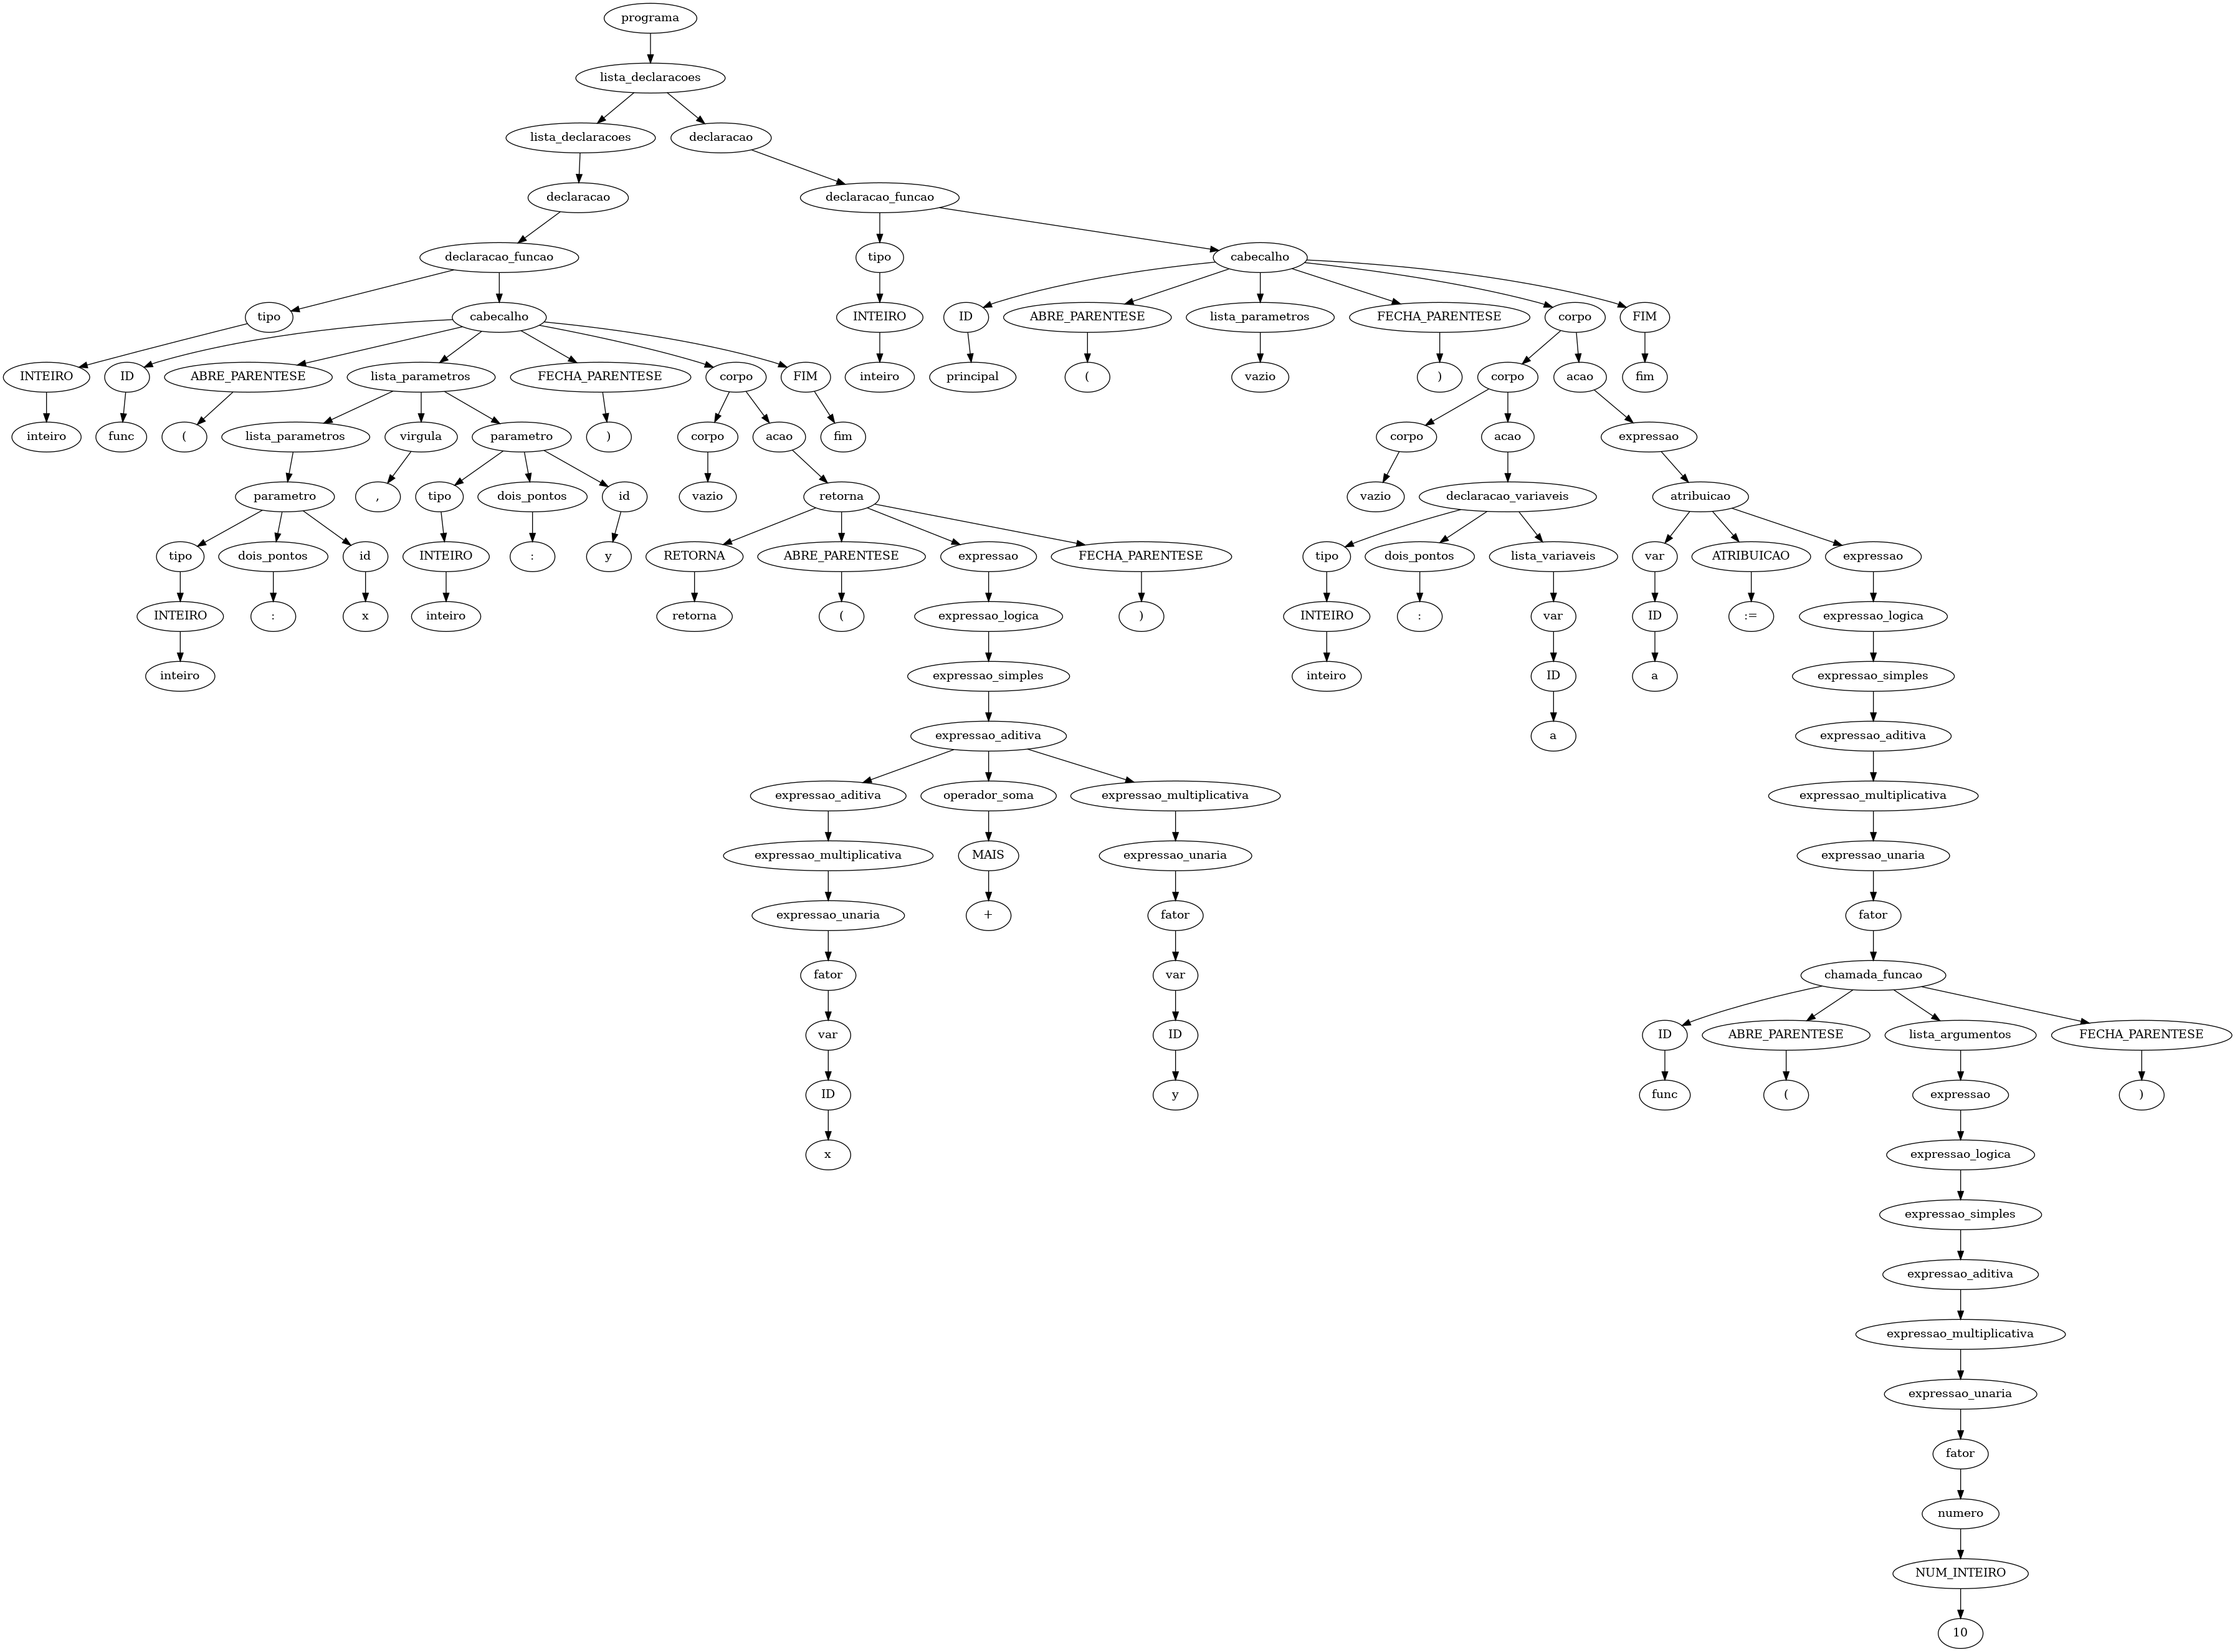 programa
lista_declaracoes
lista_declaracoes declaracao
declaracao declaracao_funcao
declaracao_funcao tipo cabecalho
tipo cabecalho INTEIRO ID ABRE_PARENTESE lista_parametros FECHA_PARENTESE corpo FIM
INTEIRO ID ABRE_PARENTESE lista_parametros FECHA_PARENTESE corpo FIM inteiro principal ( vazio ) corpo acao fim
inteiro func ( lista_parametros virgula parametro ) corpo acao fim corpo acao expressao
parametro , tipo dois_pontos id vazio retorna vazio declaracao_variaveis atribuicao
tipo dois_pontos id INTEIRO : y RETORNA ABRE_PARENTESE expressao FECHA_PARENTESE tipo dois_pontos lista_variaveis var ATRIBUICAO expressao
INTEIRO : x inteiro retorna ( expressao_logica ) INTEIRO : var ID := expressao_logica
inteiro expressao_simples inteiro ID a expressao_simples
expressao_aditiva a expressao_aditiva
expressao_aditiva operador_soma expressao_multiplicativa expressao_multiplicativa
expressao_multiplicativa MAIS expressao_unaria expressao_unaria
expressao_unaria + fator fator
fator var chamada_funcao
var ID ID ABRE_PARENTESE lista_argumentos FECHA_PARENTESE
ID y func ( expressao )
x expressao_logica
expressao_simples
expressao_aditiva
expressao_multiplicativa
expressao_unaria
fator
numero
NUM_INTEIRO
10